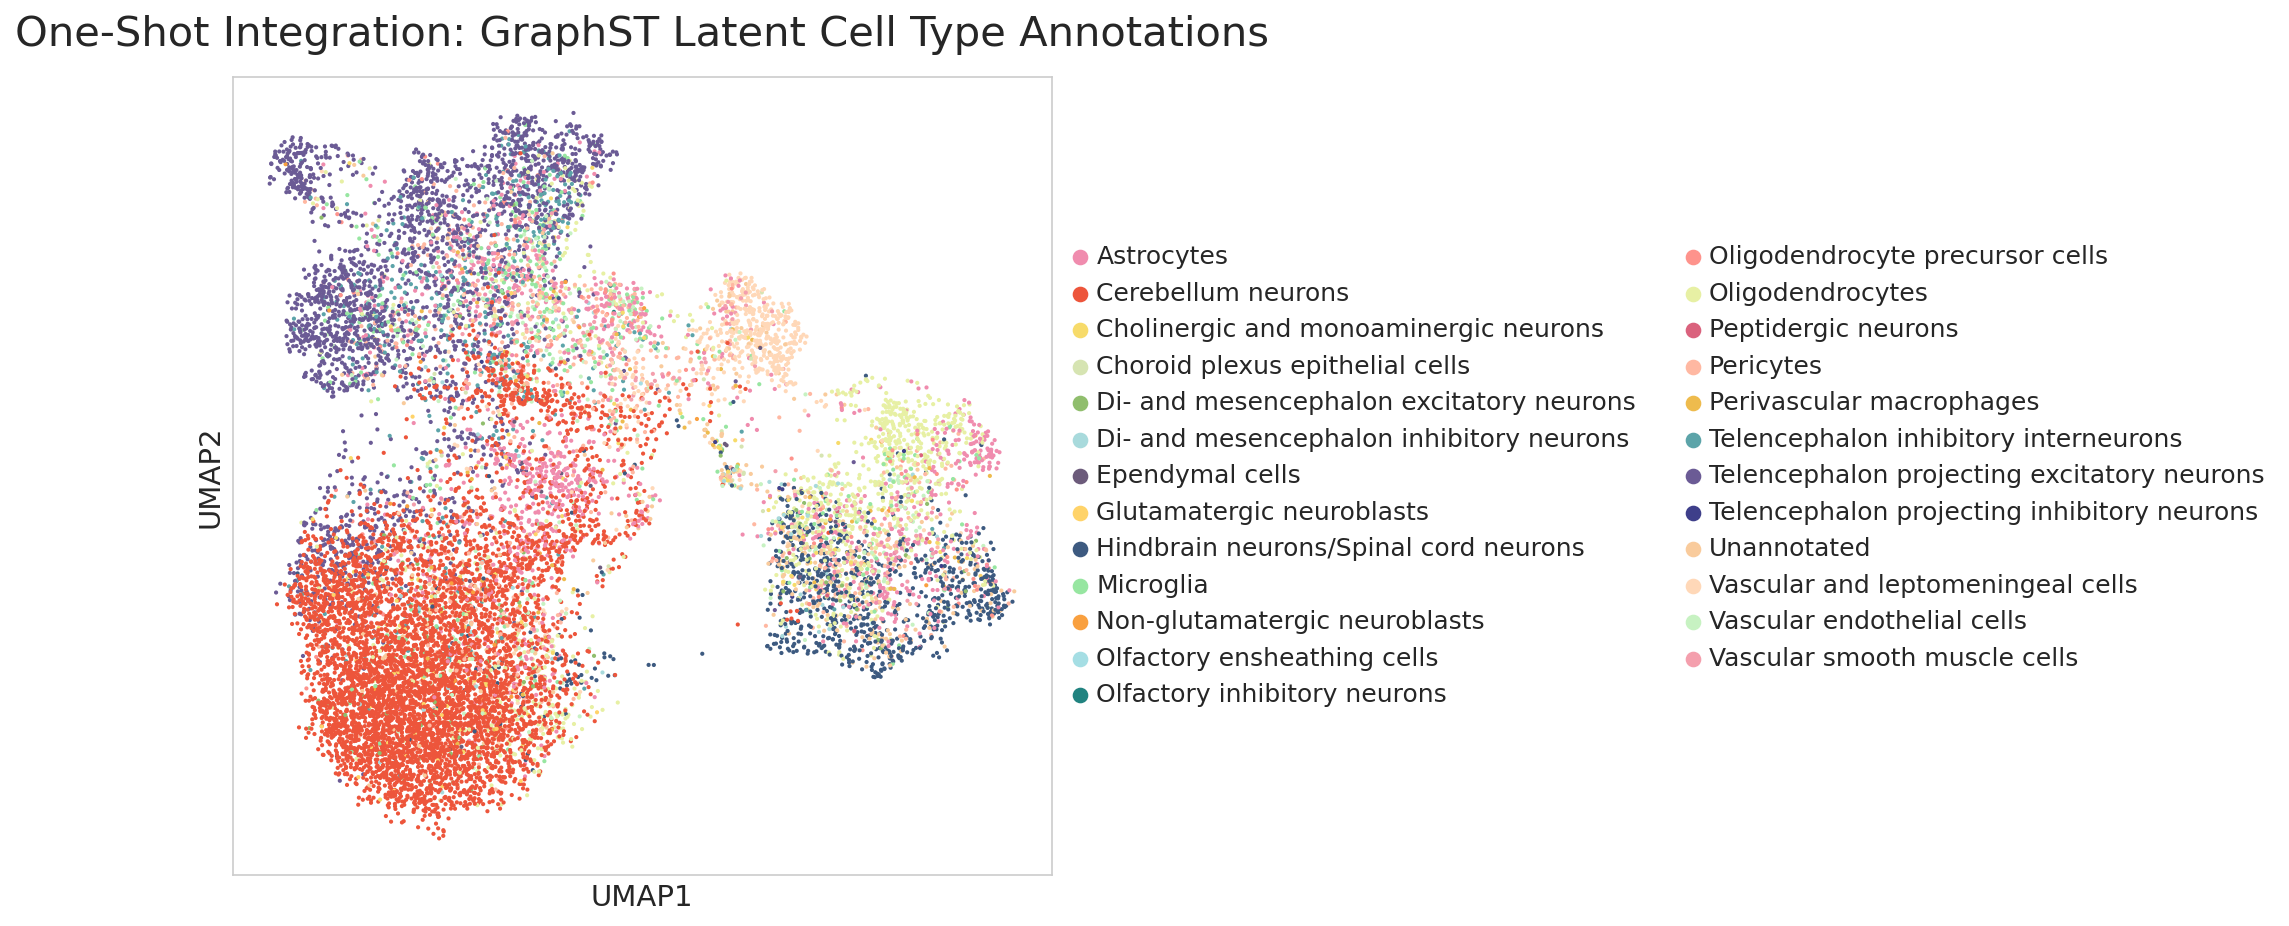 One-Shot Integration: GraphST Latent Cell Type Annotations
UMAP2
UMAP1
Astrocytes
Cerebellum neurons
Cholinergic and monoaminergic neurons
Choroid plexus epithelial cells
Di- and mesencephalon excitatory neurons
Di- and mesencephalon inhibitory neurons
Ependymal cells
Glutamatergic neuroblasts
Hindbrain neurons/Spinal cord neurons
Microglia
Non-glutamatergic neuroblasts
Olfactory ensheathing cells
Olfactory inhibitory neurons
Oligodendrocyte precursor cells
Oligodendrocytes
Peptidergic neurons
Pericytes
Perivascular macrophages
Telencephalon inhibitory interneurons
Telencephalon projecting excitatory neurons
Telencephalon projecting inhibitory neurons
Unannotated
Vascular and leptomeningeal cells
Vascular endothelial cells
Vascular smooth muscle cells